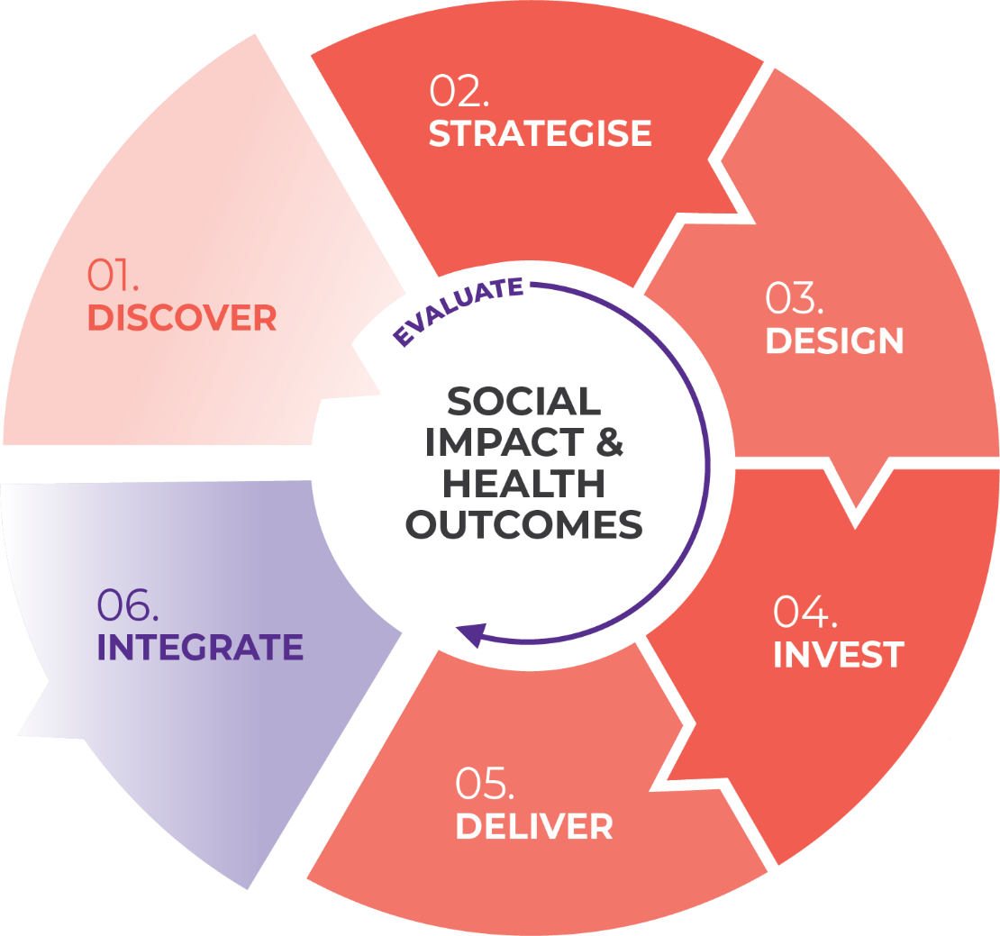 01.
DISCOVER
02.
STRATEGISE
03.
DESIGN
04.
INVEST
05.
DELIVER
06.
INTEGRATE
EVALUATE
SOCIAL
IMPACT &
HEALTH
OUTCOMES